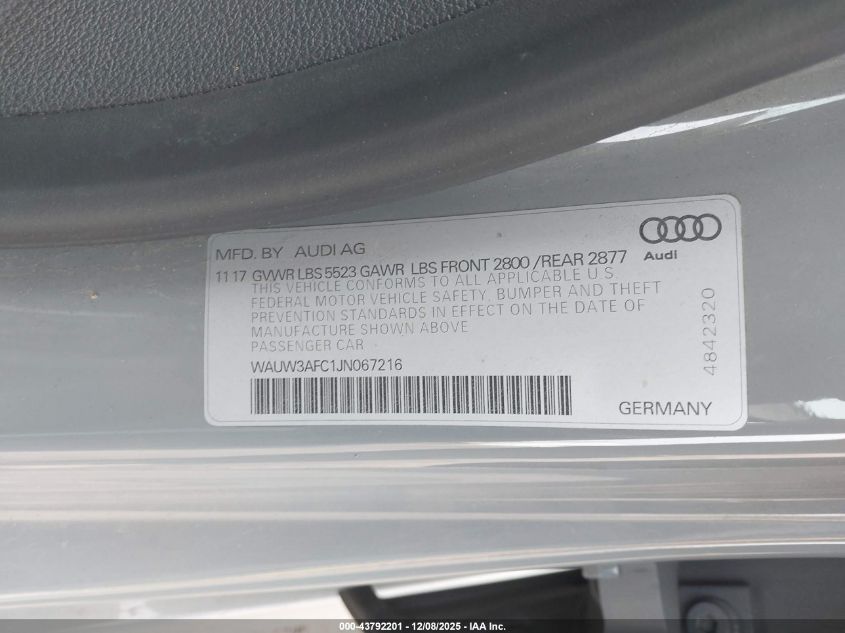 MFD. BY AUDI AG
Audi
11 17 GVWR LBS 5523 GAWR LBS FRONT 2800 /REAR 2877
THIS VEHICLE CONFORMS TO ALL APPLICABLE U S.
FEDERAL MOTOR VEHICLE SAFETY, BUMPER AND THEFT
PREVENTION STANDARDS IN EFFECT ON THE DATE OF
MANUFACTURE SHOWN ABOVE
PASSENGER CAR
WAUW3AFC1JN067216
GERMANY
4842320
000-43792201 - 12/08/2025 - IAA Inc.